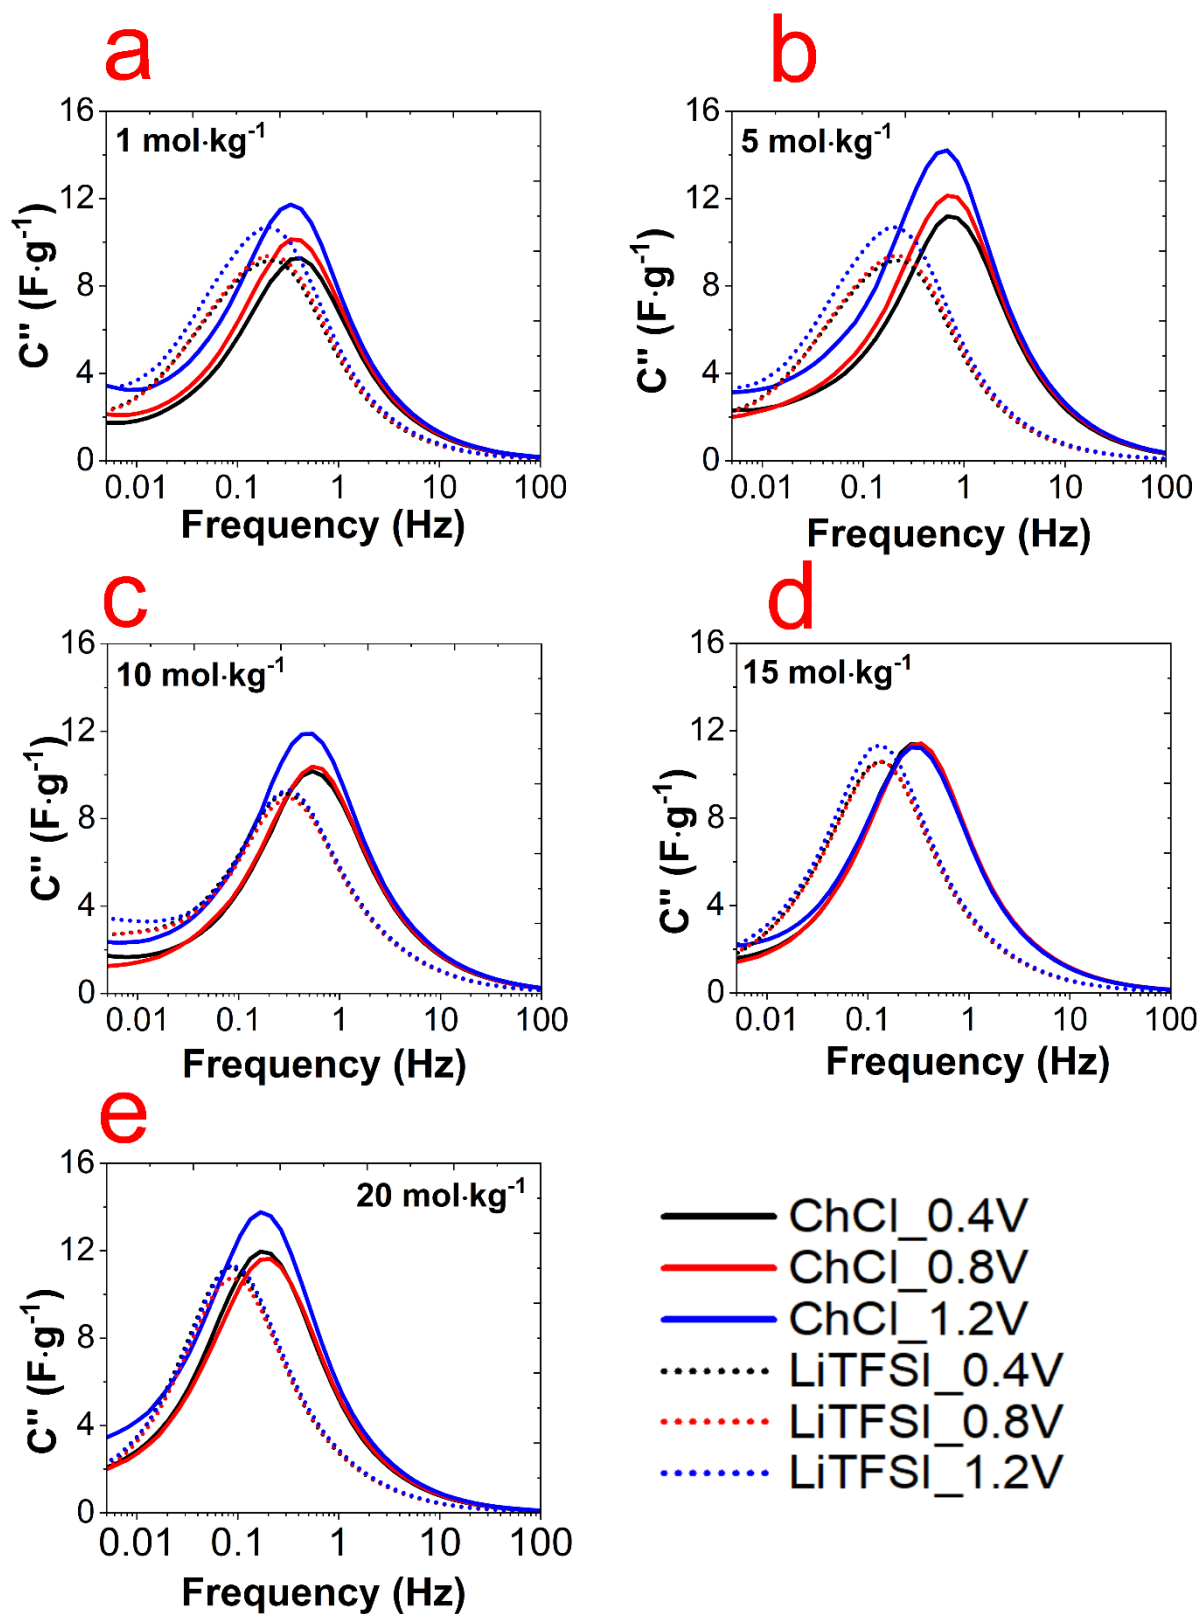 a
16
12
8
4
0
1 mol·kg⁻¹
C'' (F·g⁻¹)
0.01 0.1 1 10 100
Frequency (Hz)
b
16
12
8
4
0
5 mol·kg⁻¹
C'' (F·g⁻¹)
0.01 0.1 1 10 100
Frequency (Hz)
c
16
12
8
4
0
10 mol·kg⁻¹
C'' (F·g⁻¹)
0.01 0.1 1 10 100
Frequency (Hz)
d
16
12
8
4
0
15 mol·kg⁻¹
C'' (F·g⁻¹)
0.01 0.1 1 10 100
Frequency (Hz)
e
16
12
8
4
0
20 mol·kg⁻¹
C'' (F·g⁻¹)
0.01 0.1 1 10 100
Frequency (Hz)
ChCl_0.4V
ChCl_0.8V
ChCl_1.2V
LiTFSI_0.4V
LiTFSI_0.8V
LiTFSI_1.2V